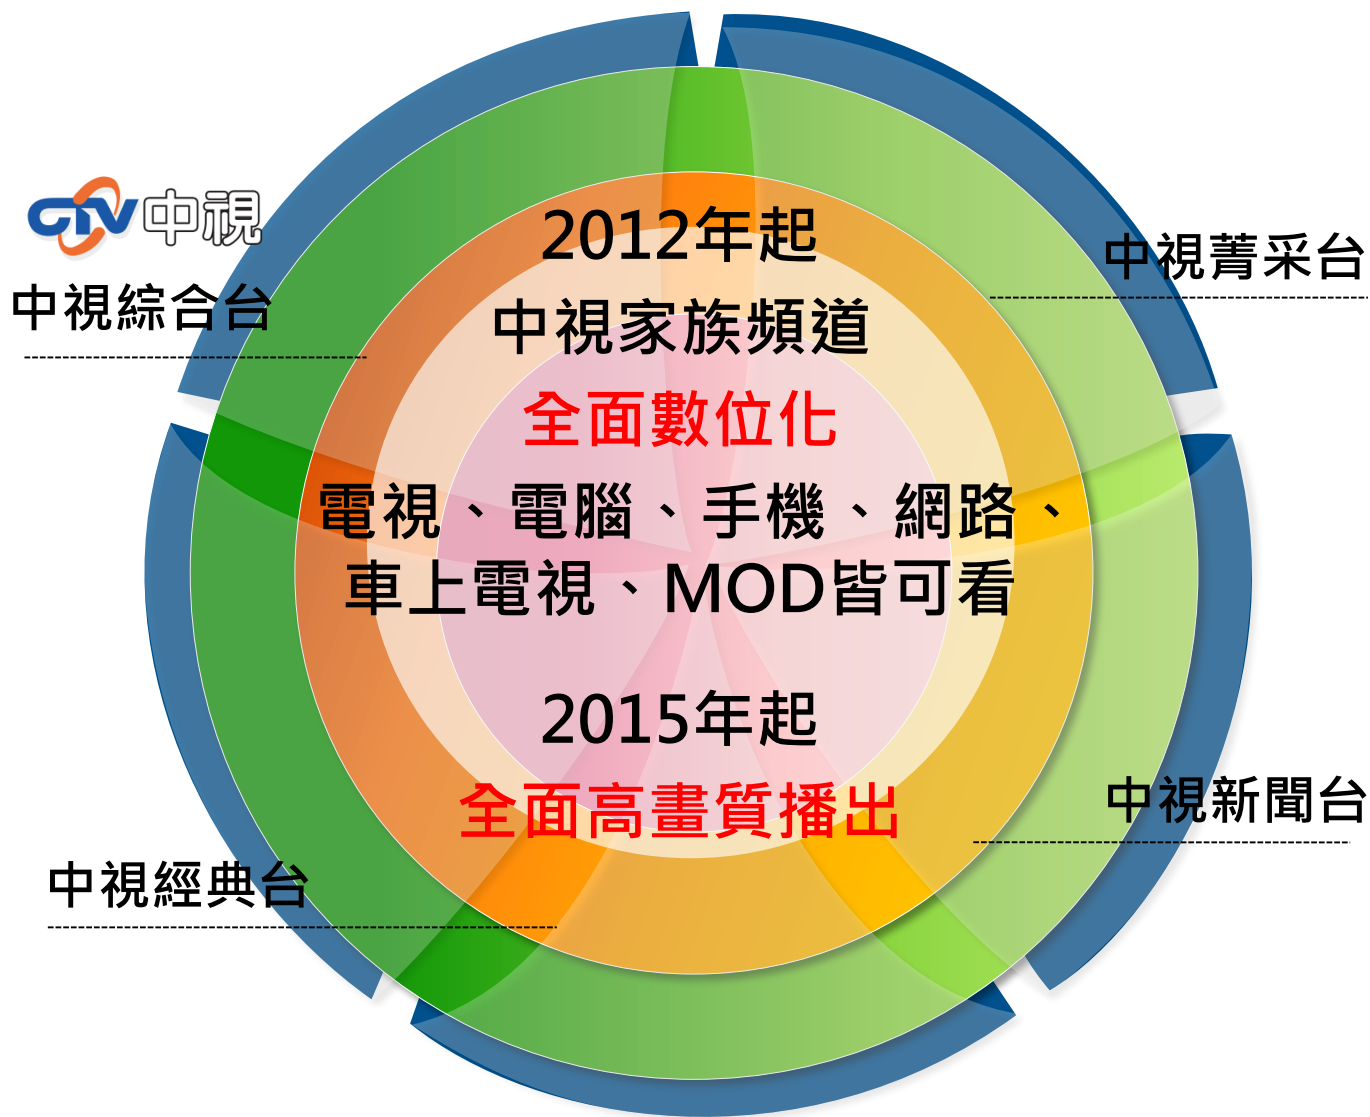 CTV中視
中視綜合台
中視菁采台
2012年起
中視家族頻道
全面數位化
電視、電腦、手機、網路、
車上電視、MOD皆可看
2015年起
全面高畫質播出
中視新聞台
中視經典台